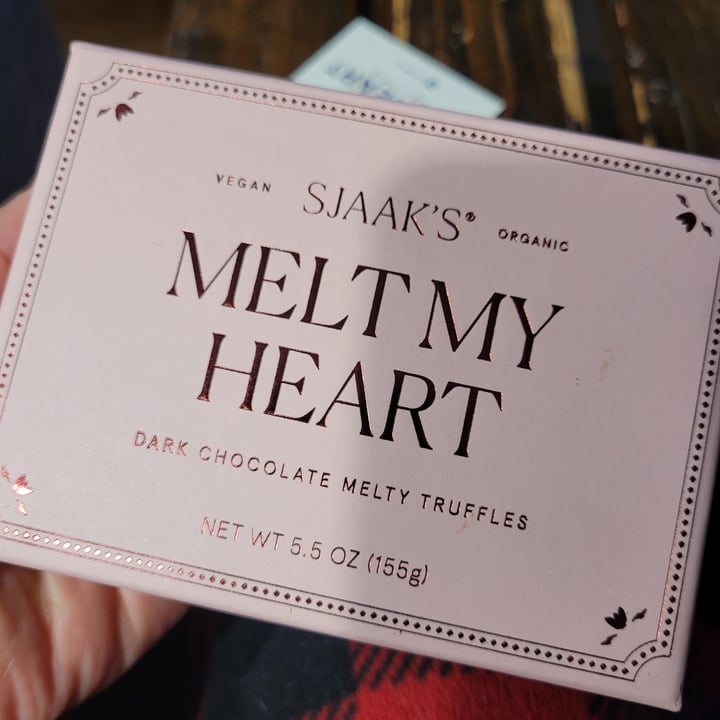 VEGAN SJAAK'S® ORGANIC
MELT MY
HEART
DARK CHOCOLATE MELTY TRUFFLES
NET WT 5.5 OZ (155g)